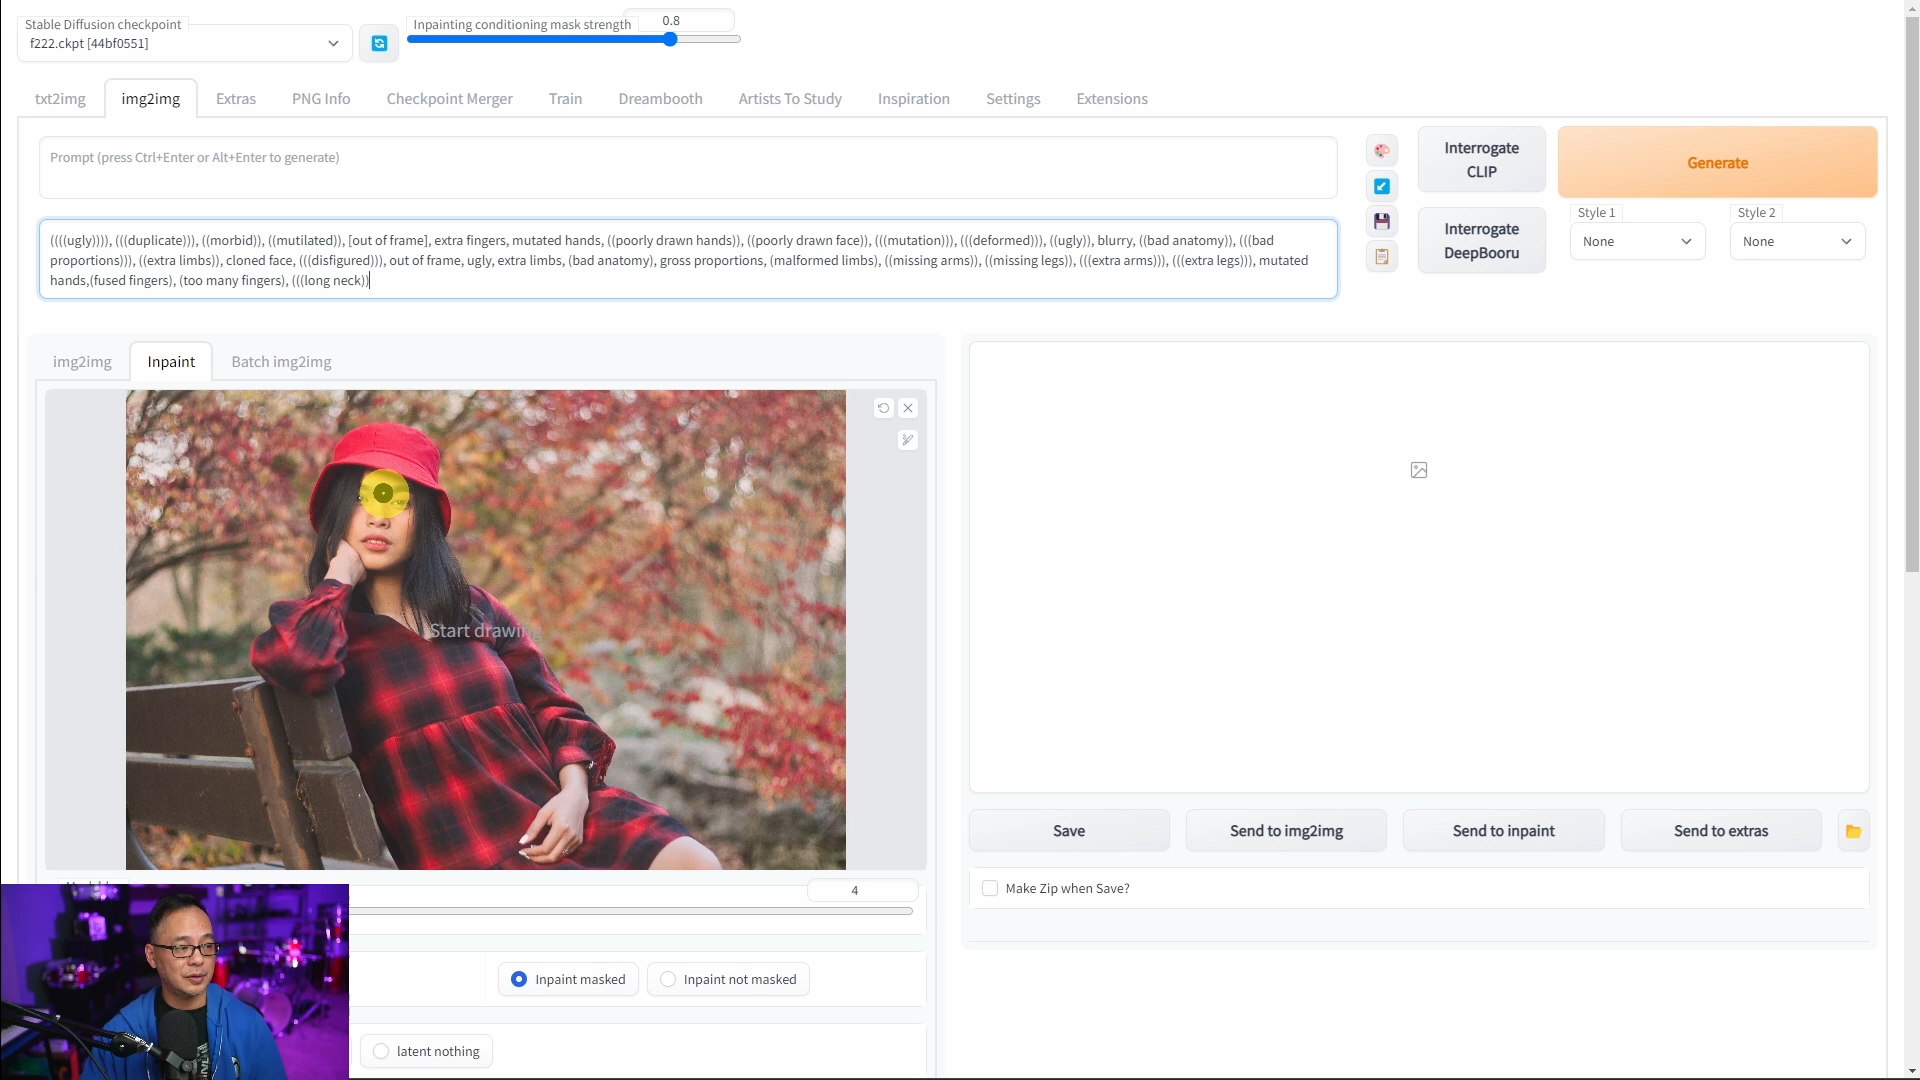 Stable Diffusion checkpoint
f222.ckpt [44bf0551]
Inpainting conditioning mask strength
0.8
txt2img
img2img
Extras
PNG Info
Checkpoint Merger
Train
Dreambooth
Artists To Study
Inspiration
Settings
Extensions
Prompt (press Ctrl+Enter or Alt+Enter to generate)
((((ugly)))), (((duplicate))), ((morbid)), ((mutilated)), [out of frame], extra fingers, mutated hands, ((poorly drawn hands)), ((poorly drawn face)), (((mutation))), (((deformed))), ((ugly)), blurry, ((bad anatomy)), (((bad
proportions))), ((extra limbs)), cloned face, (((disfigured))), out of frame, ugly, extra limbs, (bad anatomy), gross proportions, (malformed limbs), ((missing arms)), ((missing legs)), (((extra arms))), (((extra legs))), mutated
hands,(fused fingers), (too many fingers), (((long neck))
Interrogate
CLIP
Interrogate
DeepBooru
Generate
Style 1
None
Style 2
None
img2img
Inpaint
Batch img2img
Start drawing
4
Inpaint masked
Inpaint not masked
latent nothing
Save
Send to img2img
Send to inpaint
Send to extras
Make Zip when Save?